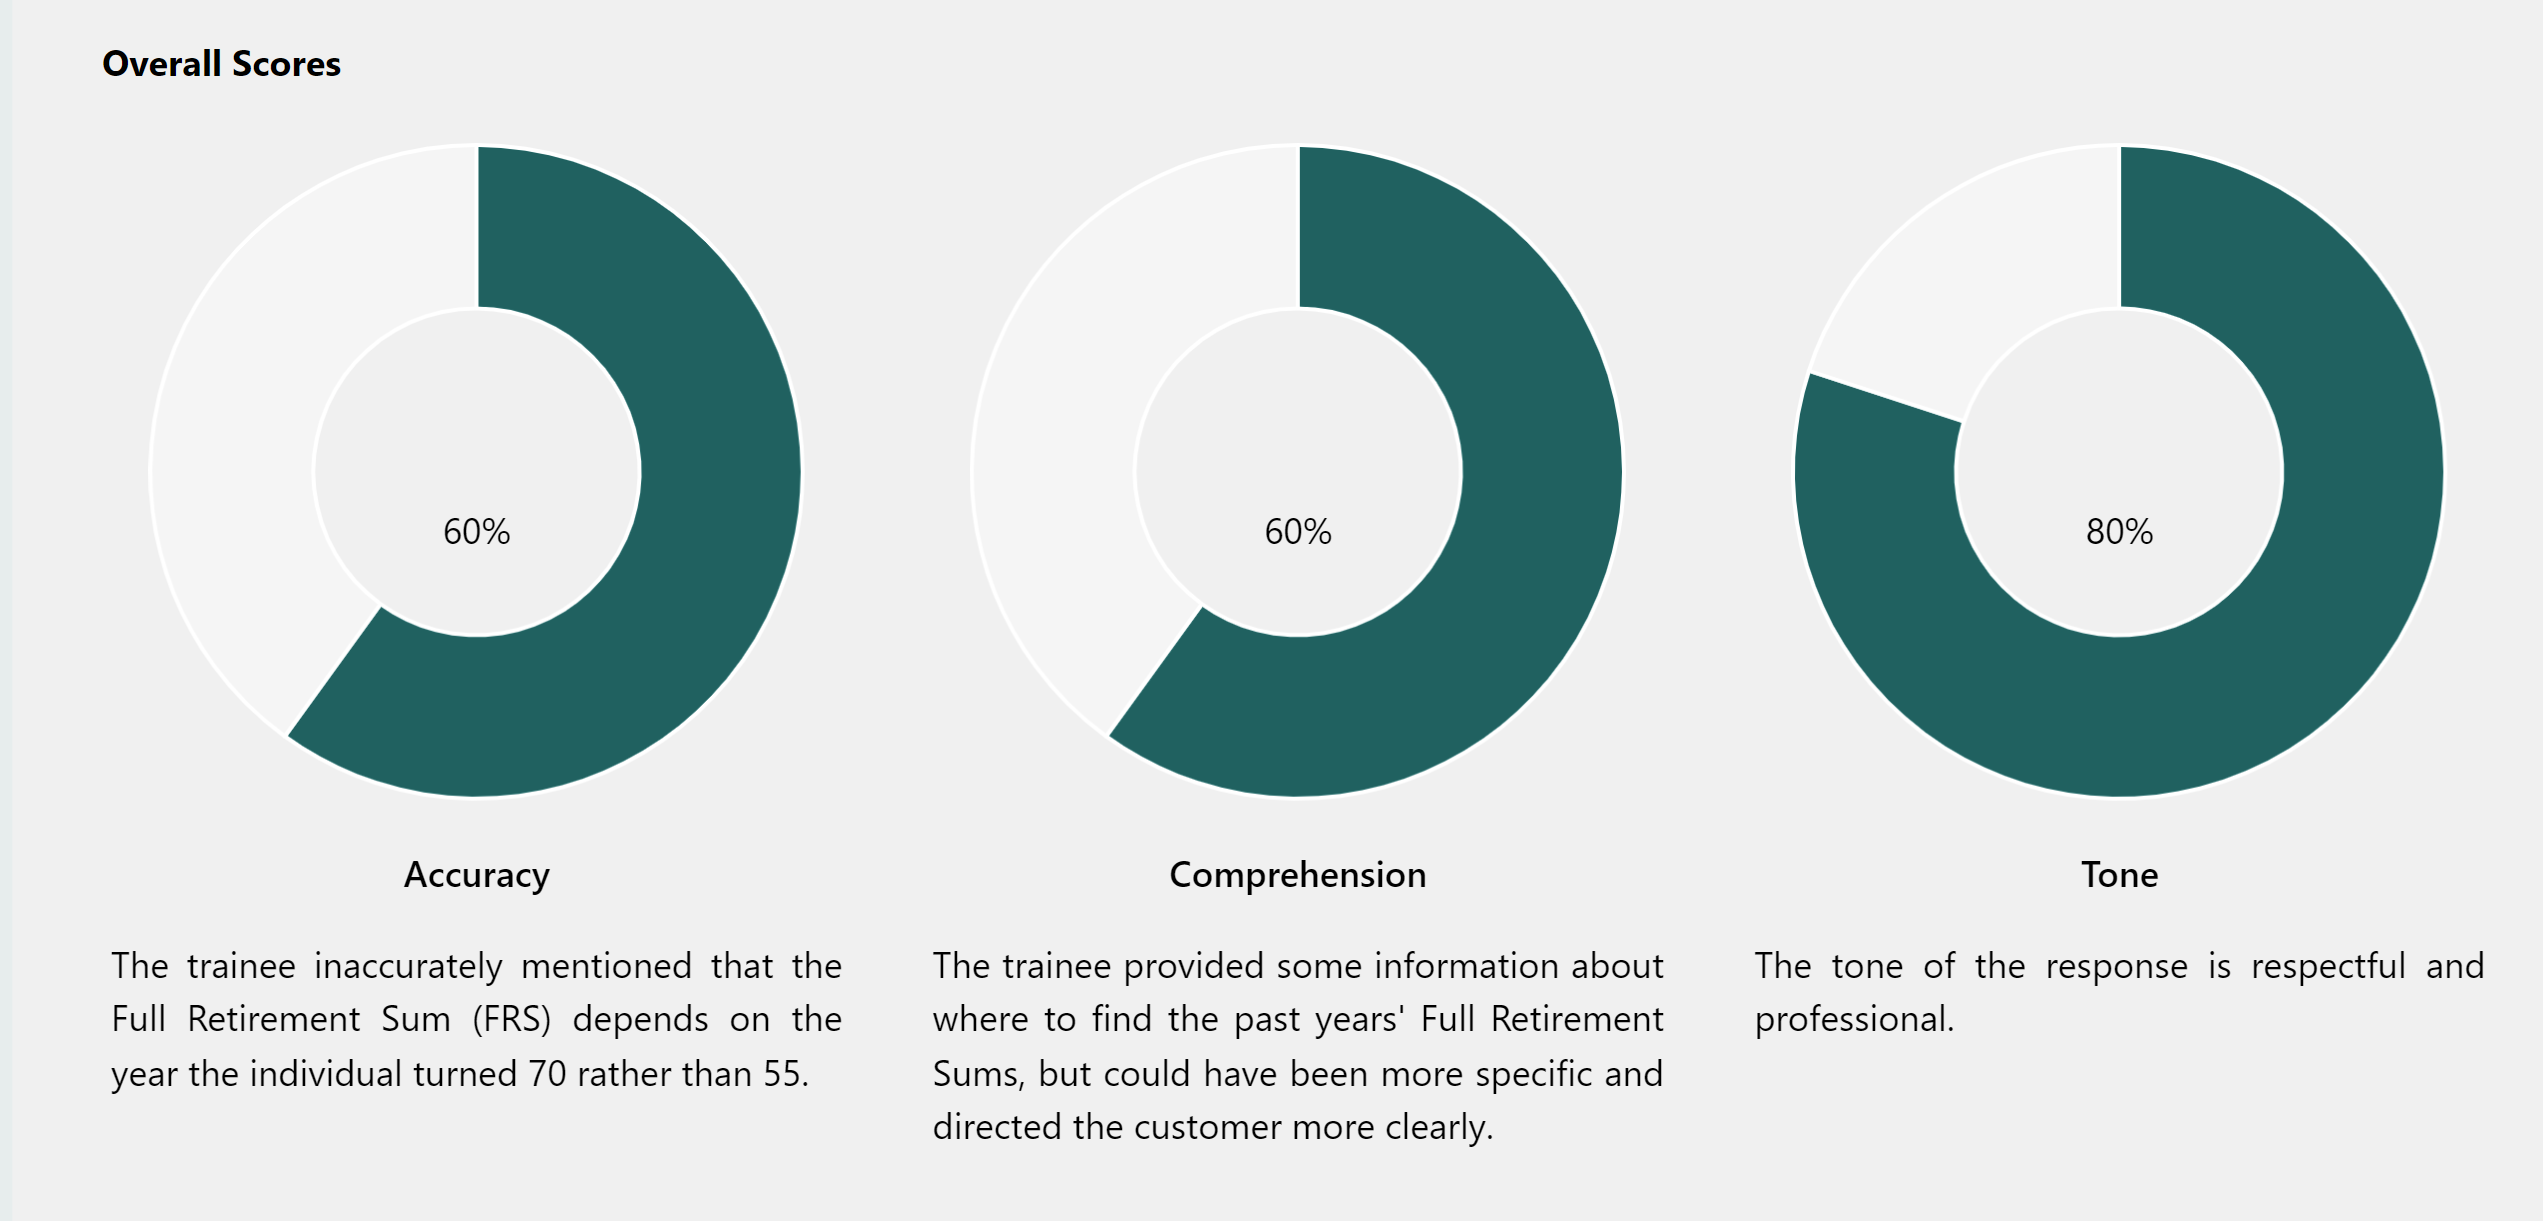 Overall Scores
60%
60%
80%
Accuracy
Comprehension
Tone
The trainee inaccurately mentioned that the
Full Retirement Sum (FRS) depends on the
year the individual turned 70 rather than 55.
The trainee provided some information about
where to find the past years' Full Retirement
Sums, but could have been more specific and
directed the customer more clearly.
The tone of the response is respectful and
professional.